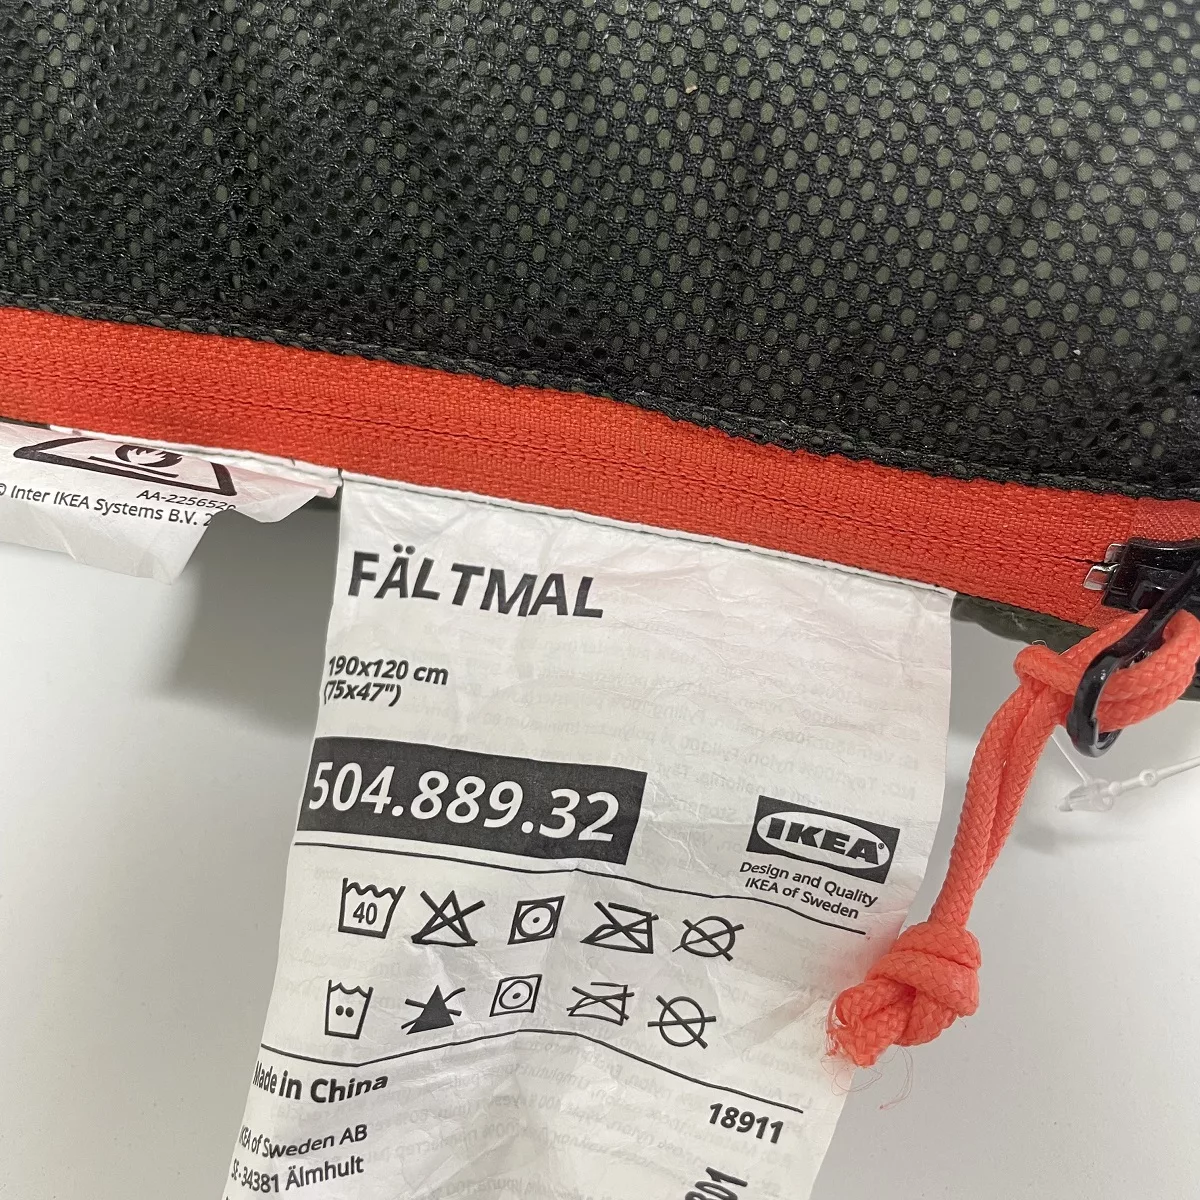 AA-2256520
© Inter IKEA Systems B.V. 2
FÄLTMAL
190x120 cm
(75x47")
504.889.32
IKEA®
Design and Quality
IKEA of Sweden
40
Made in China
18911
IKEA of Sweden AB
SE-34381 Älmhult